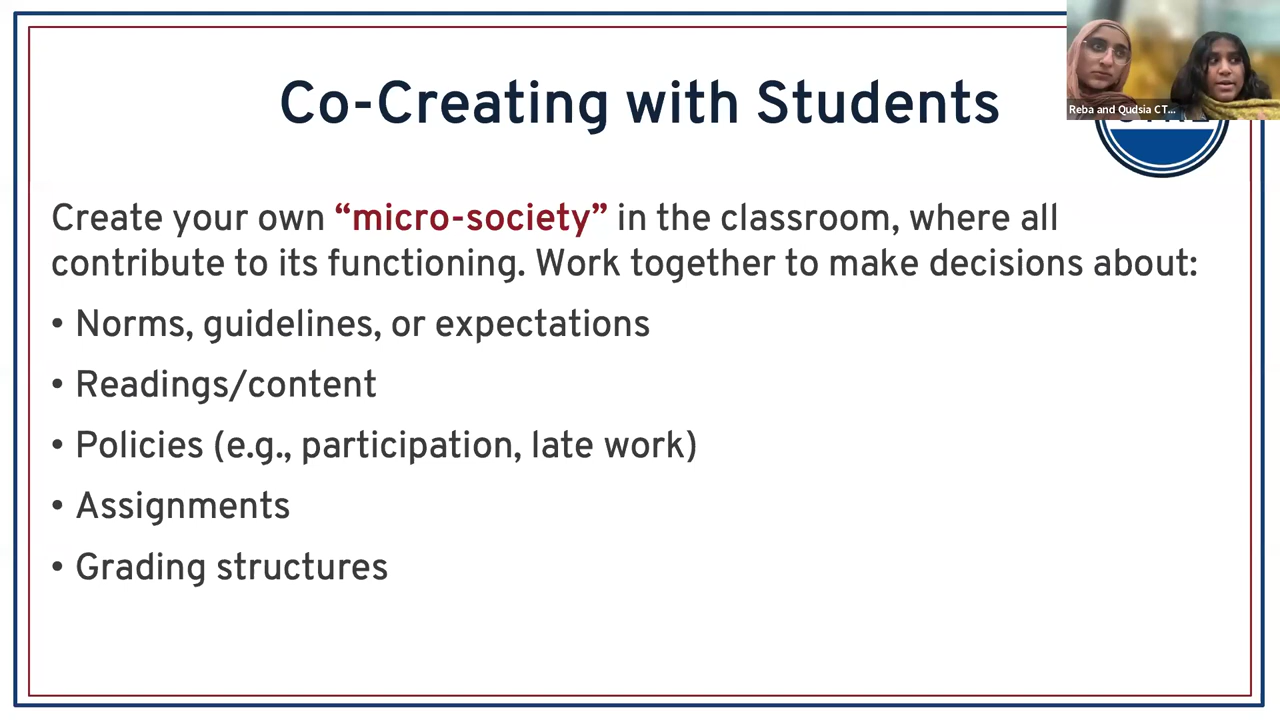 Co-Creating with Students
Reba and Qudsia CT...
Create your own “micro-society” in the classroom, where all
contribute to its functioning. Work together to make decisions about:
• Norms, guidelines, or expectations
• Readings/content
• Policies (e.g., participation, late work)
• Assignments
• Grading structures